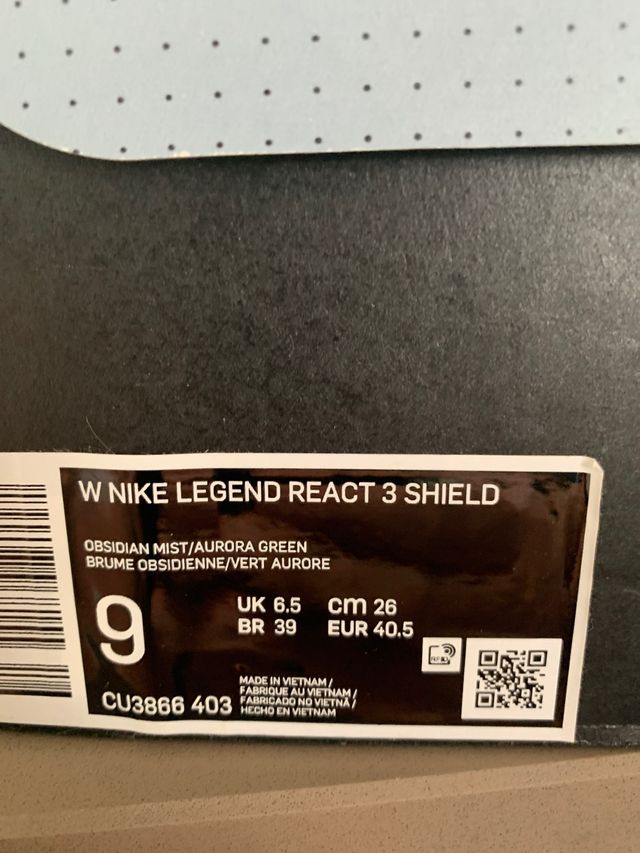 W NIKE LEGEND REACT 3 SHIELD
OBSIDIAN MIST/AURORA GREEN
BRUME OBSIDIENNE/VERT AURORE
9
UK 6.5 cm 26
BR 39 EUR 40.5
CU3866 403
MADE IN VIETNAM /
FABRIQUE AU VIETNAM /
FABRICADO NO VIETNÃ /
HECHO EN VIETNAM
RFID